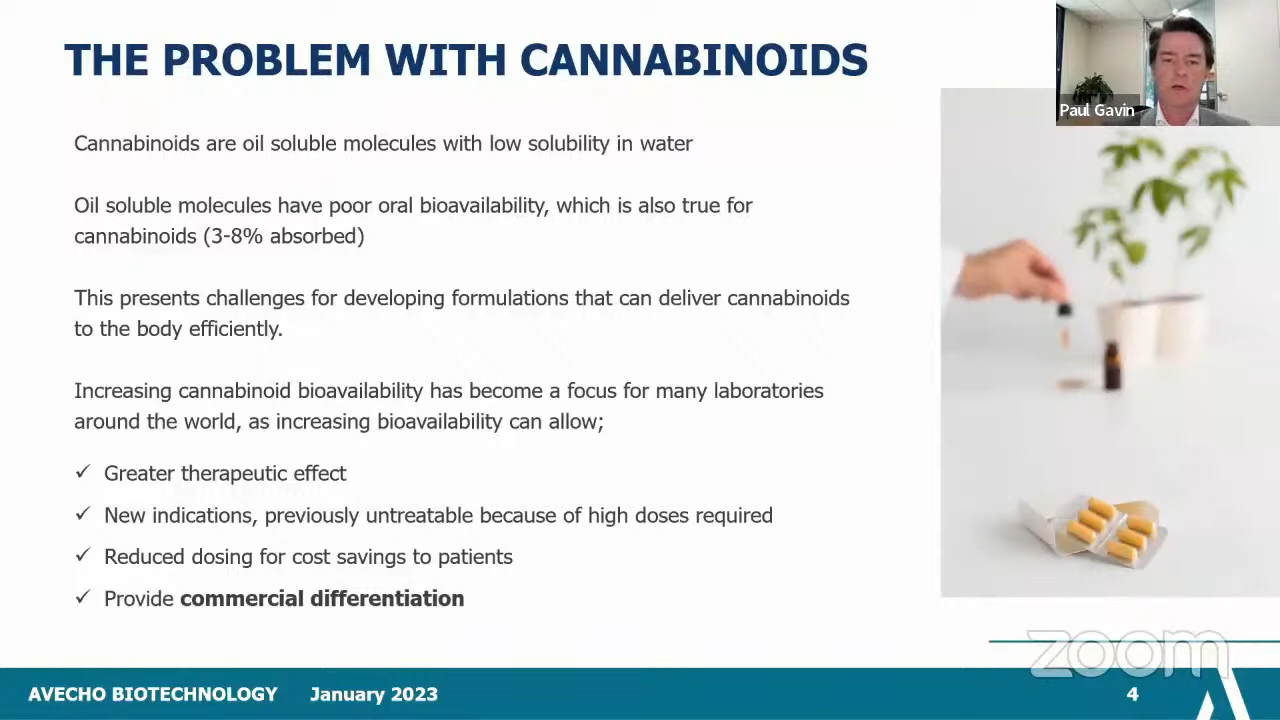 THE PROBLEM WITH CANNABINOIDS
Paul Gavin
Cannabinoids are oil soluble molecules with low solubility in water
Oil soluble molecules have poor oral bioavailability, which is also true for
cannabinoids (3-8% absorbed)
This presents challenges for developing formulations that can deliver cannabinoids
to the body efficiently.
Increasing cannabinoid bioavailability has become a focus for many laboratories
around the world, as increasing bioavailability can allow;
✓ Greater therapeutic effect
✓ New indications, previously untreatable because of high doses required
✓ Reduced dosing for cost savings to patients
✓ Provide commercial differentiation
zoom
AVECHO BIOTECHNOLOGY January 2023 4